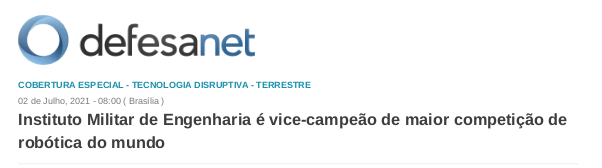 defesanet
COBERTURA ESPECIAL - TECNOLOGIA DISRUPTIVA - TERRESTRE
02 de Julho, 2021 - 08:00 ( Brasília )
Instituto Militar de Engenharia é vice-campeão de maior competição de
robótica do mundo